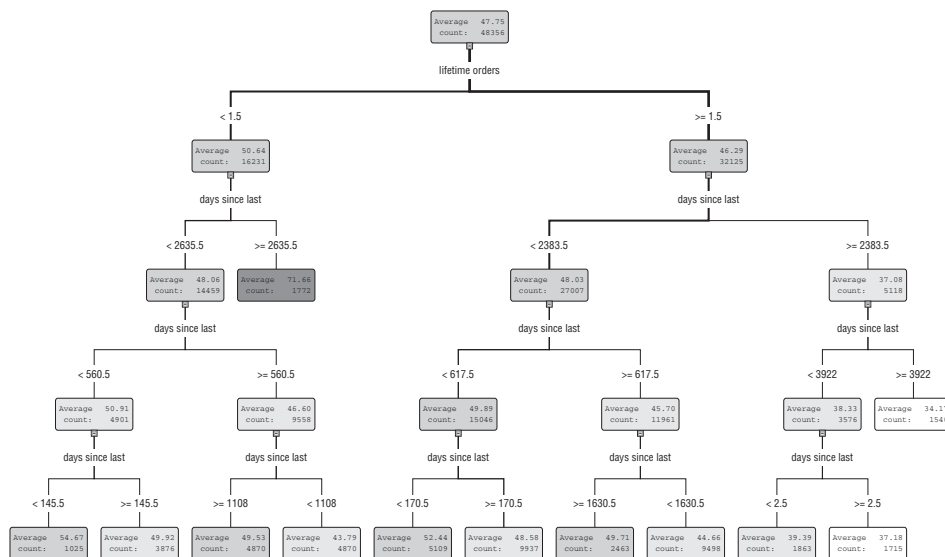 Average 47.75
count: 48356
lifetime orders
< 1.5
>= 1.5
Average 50.64
count: 16231
Average 46.29
count: 32125
days since last
days since last
< 2635.5
>= 2635.5
< 2383.5
>= 2383.5
Average 48.06
count: 14459
Average 71.66
count: 1772
Average 48.03
count: 27007
Average 37.08
count: 5118
days since last
days since last
days since last
< 560.5
>= 560.5
< 617.5
>= 617.5
< 3922
>= 3922
Average 50.91
count: 4901
Average 46.60
count: 9558
Average 49.89
count: 15046
Average 45.70
count: 11961
Average 38.33
count: 3576
Average 34.17
count:
days since last
days since last
days since last
days since last
days since last
< 145.5
>= 145.5
>= 1108
< 1108
< 170.5
>= 170.5
>= 1630.5
< 1630.5
< 2.5
>= 2.5
Average 54.67
count: 1025
Average 49.92
count: 3876
Average 49.53
count: 4870
Average 43.79
count: 4870
Average 52.44
count: 5109
Average 48.58
count: 9937
Average 49.71
count: 2463
Average 44.66
count: 9498
Average 39.39
count: 1863
Average 37.18
count: 1715